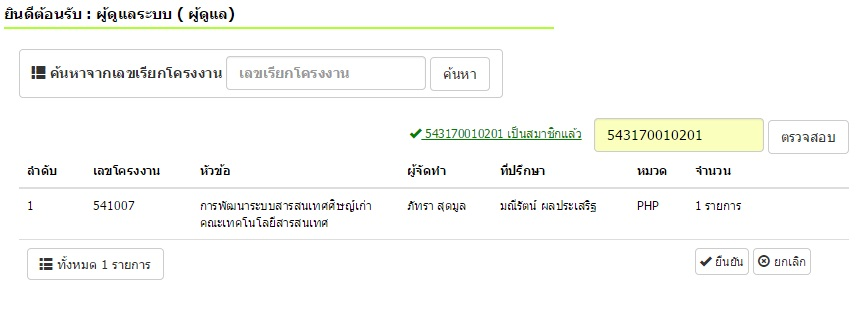 ยินดีต้อนรับ : ผู้ดูแลระบบ ( ผู้ดูแล)
ค้นหาจากเลขเรียกโครงงาน เลขเรียกโครงงาน ค้นหา
543170010201 เป็นสมาชิกแล้ว 543170010201 ตรวจสอบ
ลำดับ เลขโครงงาน หัวข้อ ผู้จัดทำ ที่ปรึกษา หมวด จำนวน
1 541007 การพัฒนาระบบสารสนเทศศิษญ์เก่า ภัทรา สุดมูล มณีรัตน์ ผลประเสริฐ PHP 1 รายการ
คณะเทคโนโลยีสารสนเทศ
ทั้งหมด 1 รายการ ยืนยัน ยกเลิก